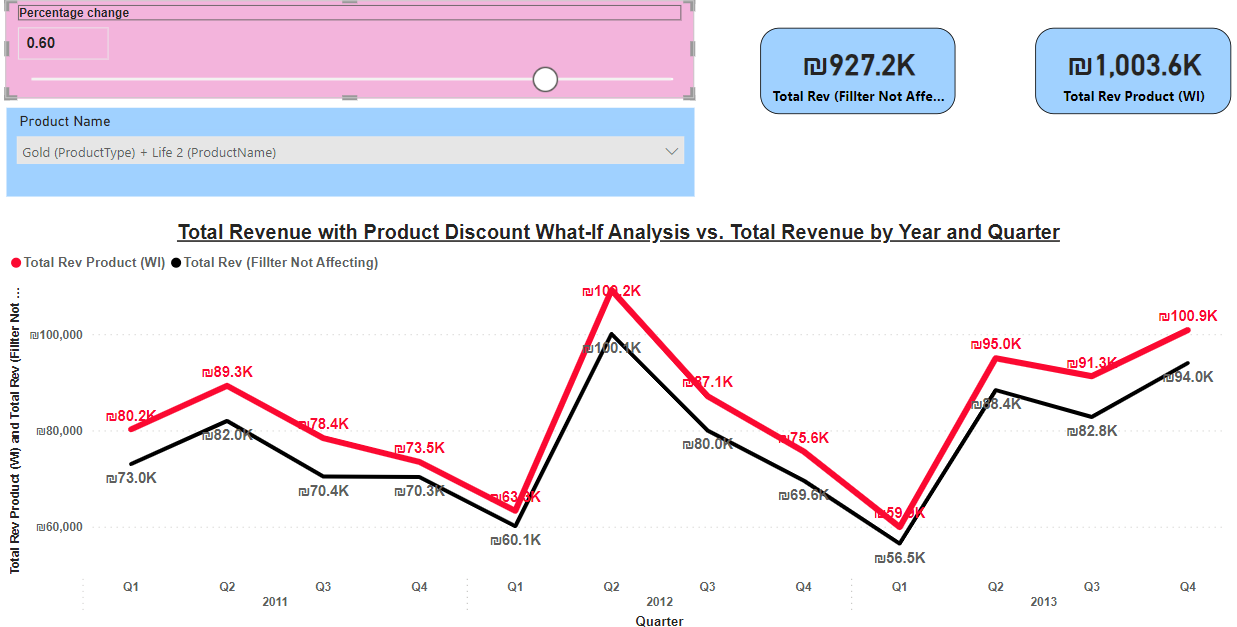 Percentage change
0.60
₪927.2K
Total Rev (Fillter Not Affe...
₪1,003.6K
Total Rev Product (WI)
Product Name
Gold (ProductType) + Life 2 (ProductName)
Total Revenue with Product Discount What-If Analysis vs. Total Revenue by Year and Quarter
Total Rev Product (WI) Total Rev (Fillter Not Affecting)
Total Rev Product (WI) and Total Rev (Fillter Not ...
₪100,000
₪80,000
₪60,000
₪80.2K
₪89.3K
₪78.4K
₪73.5K
₪109.2K
₪87.1K
₪75.6K
₪95.0K
₪91.3K
₪100.9K
₪73.0K
₪82.0K
₪70.4K
₪70.3K
₪60.1K
₪100.1K
₪80.0K
₪69.6K
₪56.5K
₪88.4K
₪82.8K
₪94.0K
Q1 Q2 Q3 Q4 Q1 Q2 Q3 Q4 Q1 Q2 Q3 Q4
2011 2012 2013
Quarter